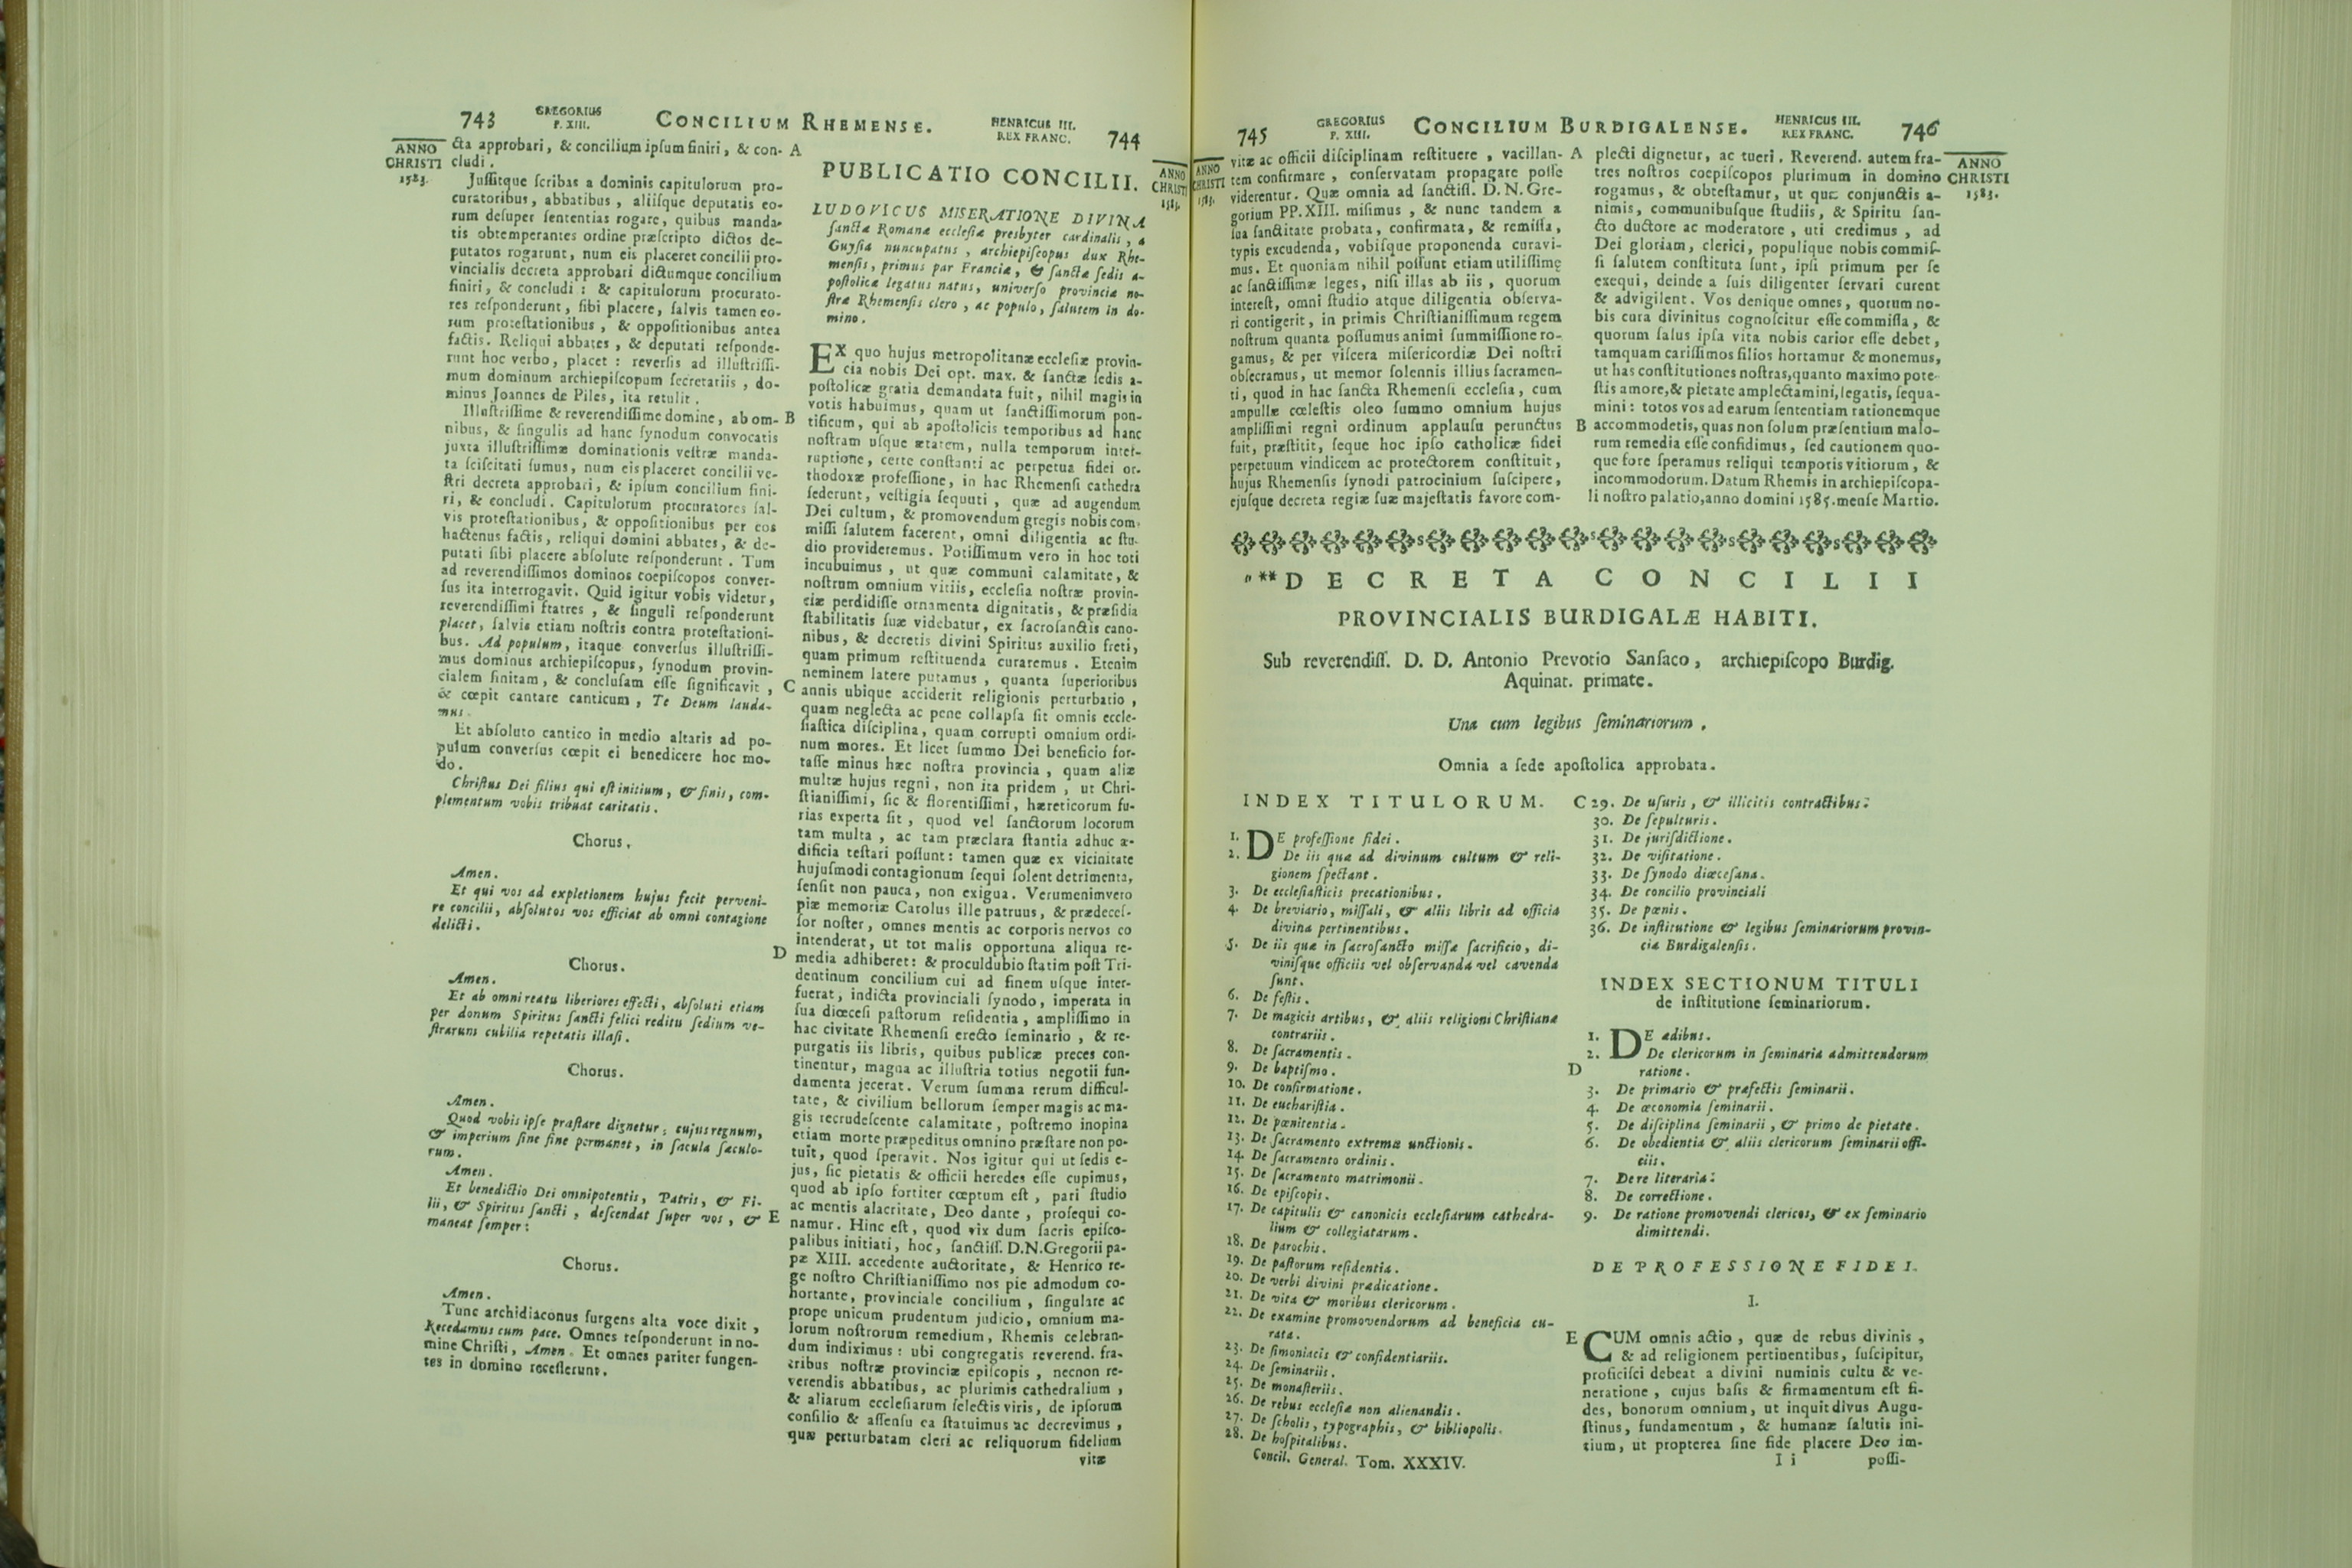 743 GREGORIUS P. XIII. CONCILIUM RHEMENSE. HENRICUS III. REX FRANC. 744
ANNO
CHRISTI
1583.
cta approbari, & concilium ipsum finiri, & con-
cludi.
Jussitque scribas a dominis capitulorum pro-
curatoribus, abbatibus, aliisque deputatis eo-
rum desuper sententias rogare, quibus manda-
tis obtemperantes ordine præscripto dictos de-
putatos rogarunt, num eis placeret concilii pro-
vincialis decreta approbari dictumque concilium
finiri, & concludi: & capitulorum procurato-
res responderunt, sibi placere, salvis tamen eo-
rum protestationibus, & oppositionibus antea
factis. Reliqui abbates, & deputati responde-
runt hoc verbo, placet: reversis ad illustrissi-
mum dominum archiepiscopum secretariis, do-
minus Joannes de Piles, ita retulit.
Illustrissime & reverendissime domine, ab om-
nibus, & singulis ad hanc synodum convocatis
juxta illustrissimæ dominationis vestræ manda-
ta sciscitati sumus, num eis placeret concilii ve-
stri decreta approbari, & ipsum concilium fini-
ri, & concludi. Capitulorum procuratores sal-
vis protestationibus, & oppositionibus per eos
hactenus factis, reliqui domini abbates, & de-
putati sibi placere absolute responderunt. Tum
ad reverendissimos dominos coepiscopos conver-
sus ita interrogavit. Quid igitur vobis videtur,
reverendissimi fratres, & singuli responderunt
placet, salvis etiam nostris contra protestationi-
bus. Ad populum, itaque conversus illustrissi-
mus dominus archiepiscopus, synodum provin-
cialem finitam, & conclusam esse significavit,
& cœpit cantare canticum, Te Deum lauda-
mus.
Et absoluto cantico in medio altaris ad po-
pulum conversus cœpit ei benedicere hoc mo-
do.
Christus Dei filius qui est initium, & finis, com-
plementum vobis tribuat caritatis.
Chorus.
Amen.
Et qui vos ad expletionem hujus fecit perveni-
re concilii, absolutos vos efficiat ab omni contagione
delicti.
Chorus.
Amen.
Et ab omni reatu liberiores effecti, absoluti etiam
per donum Spiritus sancti felici reditu sedium ve-
strarum cubilia repetatis illæsi.
Chorus.
Amen.
Quod vobis ipse præstare dignetur; cujus regnum,
& imperium sine fine permanet, in sæcula sæculo-
rum.
Amen.
Et benedictio Dei omnipotentis, Patris, & Fi-
lii, & Spiritus sancti, descendat super vos, & 
maneat semper:
Chorus.
Amen.
Tunc archidiaconus surgens alta voce dixit,
Recedamus cum pace. Omnes responderunt in no-
mine Christi, Amen. Et omnes pariter fungen-
tes in domino recesserunt.
A
B
C
D
E
PUBLICATIO CONCILII.
ANNO
CHRISTI
1583.
LUDOVICUS MISERATIONE DIVINA
sanctæ Romanæ ecclesiæ presbyter cardinalis, a
Guysia nuncupatus, archiepiscopus dux Rhe-
mensis, primus par Franciæ, & sanctæ sedis a-
postolicæ legatus natus, universo provinciæ no-
stræ Rhemensis clero, ac populo, salutem in do-
mino.
EX quo hujus metropolitanæ ecclesiæ provin-
cia nobis Dei opt. max. & sanctæ sedis a-
postolicæ gratia demandata fuit, nihil magis in
votis habuimus, quam ut sanctissimorum pon-
tificum, qui ab apostolicis temporibus ad hanc
nostram usque ætatem, nulla temporum inter-
ruptione, certe constanti ac perpetua fidei or-
thodoxæ professione, in hac Rhemensi cathedra
sederunt, vestigia sequuti, quæ ad augendum
Dei cultum, & promovendum gregis nobis com-
missi salutem facerent, omni diligentia ac stu-
dio provideremus. Potissimum vero in hoc toti
incubuimus, ut quæ communi calamitate, &
nostrum omnium vitiis, ecclesia nostræ provin-
ciæ perdidisse ornamenta dignitatis, & præsidia
stabilitatis suæ videbatur, ex sacrosanctis cano-
nibus, & decretis divini Spiritus auxilio freti,
quam primum restituenda curaremus. Etenim
neminem latere putamus, quanta superioribus
annis ubique acciderit religionis perturbatio,
quam neglecta ac pene collapsa sit omnis eccle-
siastica disciplina, quam corrupti omnium ordi-
num mores. Et licet summo Dei beneficio for-
tasse minus hæc nostra provincia, quam aliæ
multæ hujus regni, non ita pridem, ut Chri-
stianissimi, sic & florentissimi, hæreticorum fu-
rias experta sit, quod vel sanctorum locorum
tam multa, ac tam præclara stantia adhuc æ-
dificia testari possunt: tamen quæ ex vicinitate
hujusmodi contagionum sequi solent detrimenta,
sensit non pauca, non exigua. Verumenimvero
piæ memoriæ Carolus ille patruus, & prædeces-
sor noster, omnes mentis ac corporis nervos eo
intenderat, ut tot malis opportuna aliqua re-
media adhiberet: & proculdubio statim post Tri-
dentinum concilium cui ad finem usque inter-
fuerat, indicta provinciali synodo, imperata in
sua diœcesi pastorum residentia, amplissimo in
hac civitate Rhemensi erecto seminario, & re-
purgatis iis libris, quibus publicæ preces con-
tinentur, magna ac illustria totius negotii fun-
damenta jecerat. Verum summa rerum difficul-
tate, & civilium bellorum semper magis ac ma-
gis recrudescente calamitate, postremo inopina
etiam morte præpeditus omnino præstare non po-
tuit, quod speravit. Nos igitur qui ut sedis e-
jus, sic pietatis & officii heredes esse cupimus,
quod ab ipso fortiter cœptum est, pari studio
ac mentis alacritate, Deo dante, prosequi co-
namur. Hinc est, quod vix dum sacris episco-
palibus initiati, hoc, sanctiss. D.N. Gregorii pa-
pæ XIII. accedente auctoritate, & Henrico re-
ge nostro Christianissimo nos pie admodum co-
hortante, provinciale concilium, singulare ac
prope unicum prudentum judicio, omnium ma-
lorum nostrorum remedium, Rhemis celebran-
dum indiximus: ubi congregatis reverend. fra-
tribus nostræ provinciæ episcopis, necnon re-
verendis abbatibus, ac plurimis cathedralium,
& aliarum ecclesiarum selectis viris, de ipsorum
consilio & assensu ea statuimus ac decrevimus,
quæ perturbatam cleri ac reliquorum fidelium
vitæ
745 GREGORIUS P. XIII. CONCILIUM BURDIGALENSE. HENRICUS III. REX FRANC. 746
ANNO
CHRISTI
1583.
vitæ ac officii disciplinam restituere, vacillan-
tem confirmare, conservatam propagare posse
viderentur. Quæ omnia ad sanctiss. D. N. Gre-
gorium PP. XIII. misimus, & nunc tandem a
sua sanctitate probata, confirmata, & remissa,
typis excudenda, vobisque proponenda curavi-
mus. Et quoniam nihil possunt etiam utilissimę
ac sanctissimæ leges, nisi illas ab iis, quorum
interest, omni studio atque diligentia observa-
ri contigerit, in primis Christianissimum regem
nostrum quanta possumus animi summissione ro-
gamus, & per viscera misericordiæ Dei nostri
obsecramus, ut memor solennis illius sacramen-
ti, quod in hac sancta Rhemensi ecclesia, cum
ampullæ cœlestis oleo summo omnium hujus
amplissimi regni ordinum applausu perunctus
fuit, præstitit, seque hoc ipso catholicæ fidei
perpetuum vindicem ac protectorem constituit,
hujus Rhemensis synodi patrocinium suscipere,
ejusque decreta regiæ suæ majestatis favore com-
A
B
plecti dignetur, ac tueri. Reverend. autem fra-
tres nostros coepiscopos plurimum in domino
rogamus, & obtestamur, ut quę conjunctis a-
nimis, communibusque studiis, & Spiritu san-
cto ductore ac moderatore, uti credimus, ad
Dei gloriam, clerici, populique nobis commis-
si salutem constituta sunt, ipsi primum per se
exequi, deinde a suis diligenter servari curent
& advigilent. Vos denique omnes, quorum no-
bis cura divinitus cognoscitur esse commissa, &
quorum salus ipsa vita nobis carior esse debet,
tamquam carissimos filios hortamur & monemus,
ut has constitutiones nostras, quanto maximo pote-
stis amore, & pietate amplectamini, legatis, sequa-
mini: totos vos ad earum sententiam rationemque
accommodetis, quas non solum præsentium malo-
rum remedia esse confidimus, sed cautionem quo-
que fore speramus reliqui temporis vitiorum, &
incommodorum. Datum Rhemis in archiepiscopa-
li nostro palatio, anno domini 1585. mense Martio.
ANNO
CHRISTI
1583.
"** DECRETA CONCILII
PROVINCIALIS BURDIGALÆ HABITI.
Sub reverendiss. D. D. Antonio Prevotio Sansaco, archiepiscopo Burdig.
Aquinat. primate.
Una cum legibus seminariorum.
Omnia a sede apostolica approbata.
INDEX TITULORUM.
1. DE professione fidei.
2. De iis quæ ad divinum cultum & reli-
gionem spectant.
3. De ecclesiasticis precationibus.
4. De breviario, missali, & aliis libris ad officia
divina pertinentibus.
5. De iis quæ in sacrosancto missæ sacrificio, di-
vinisque officiis vel observanda vel cavenda
sunt.
6. De festis.
7. De magicis artibus, & aliis religioni Christianæ
contrariis.
8. De sacramentis.
9. De baptismo.
10. De confirmatione.
11. De eucharistia.
12. De pœnitentia.
13. De sacramento extremæ unctionis.
14. De sacramento ordinis.
15. De sacramento matrimonii.
16. De episcopis.
17. De capitulis & canonicis ecclesiarum cathedra-
lium & collegiatarum.
18. De parochis.
19. De pastorum residentia.
20. De verbi divini prædicatione.
21. De vita & moribus clericorum.
22. De examine promovendorum ad beneficia cu-
rata.
23. De simoniacis & confidentiariis.
24. De seminariis.
25. De monasteriis.
26. De rebus ecclesiæ non alienandis.
27. De scholis, typographis, & bibliopolis.
28. De hospitalibus.
Concil. General. Tom. XXXIV.
C
D
E
29. De usuris, & illicitis contractibus:
30. De sepulturis.
31. De jurisdictione.
32. De visitatione.
33. De synodo diœcesana.
34. De concilio provinciali
35. De pœnis.
36. De institutione & legibus seminariorum provin-
ciæ Burdigalensis.
INDEX SECTIONUM TITULI
de institutione seminariorum.
1. DE ædibus.
2. De clericorum in seminaria admittendorum
ratione.
3. De primario & præfectis seminarii.
4. De œconomia seminarii.
5. De disciplina seminarii, & primo de pietate.
6. De obedientia & aliis clericorum seminarii offi-
ciis.
7. De re literaria:
8. De correctione.
9. De ratione promovendi clericos, & ex seminario
dimittendi.
DE PROFESSIONE FIDEI.
I.
CUM omnis actio, quæ de rebus divinis,
& ad religionem pertinentibus, suscipitur,
proficisci debeat a divini numinis cultu & ve-
neratione, cujus basis & firmamentum est fi-
des, bonorum omnium, ut inquit divus Augu-
stinus, fundamentum, & humanæ salutis ini-
tium, ut propterea sine fide placere Deo im-
I i possi-